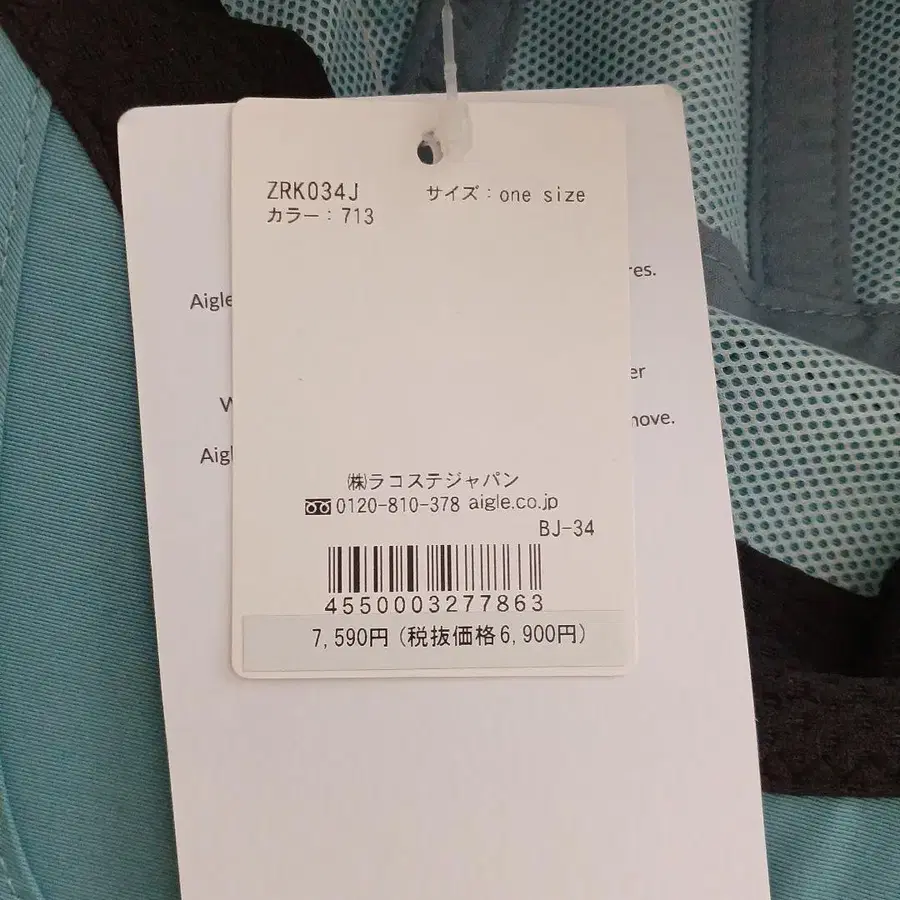 ZRK034J サイズ：one size
カラー：713
res.
Aigle
er
W
move.
Aigl
㈱ラコステジャパン
0120-810-378 aigle.co.jp
BJ-34
4550003277863
7,590円（税抜価格6,900円）